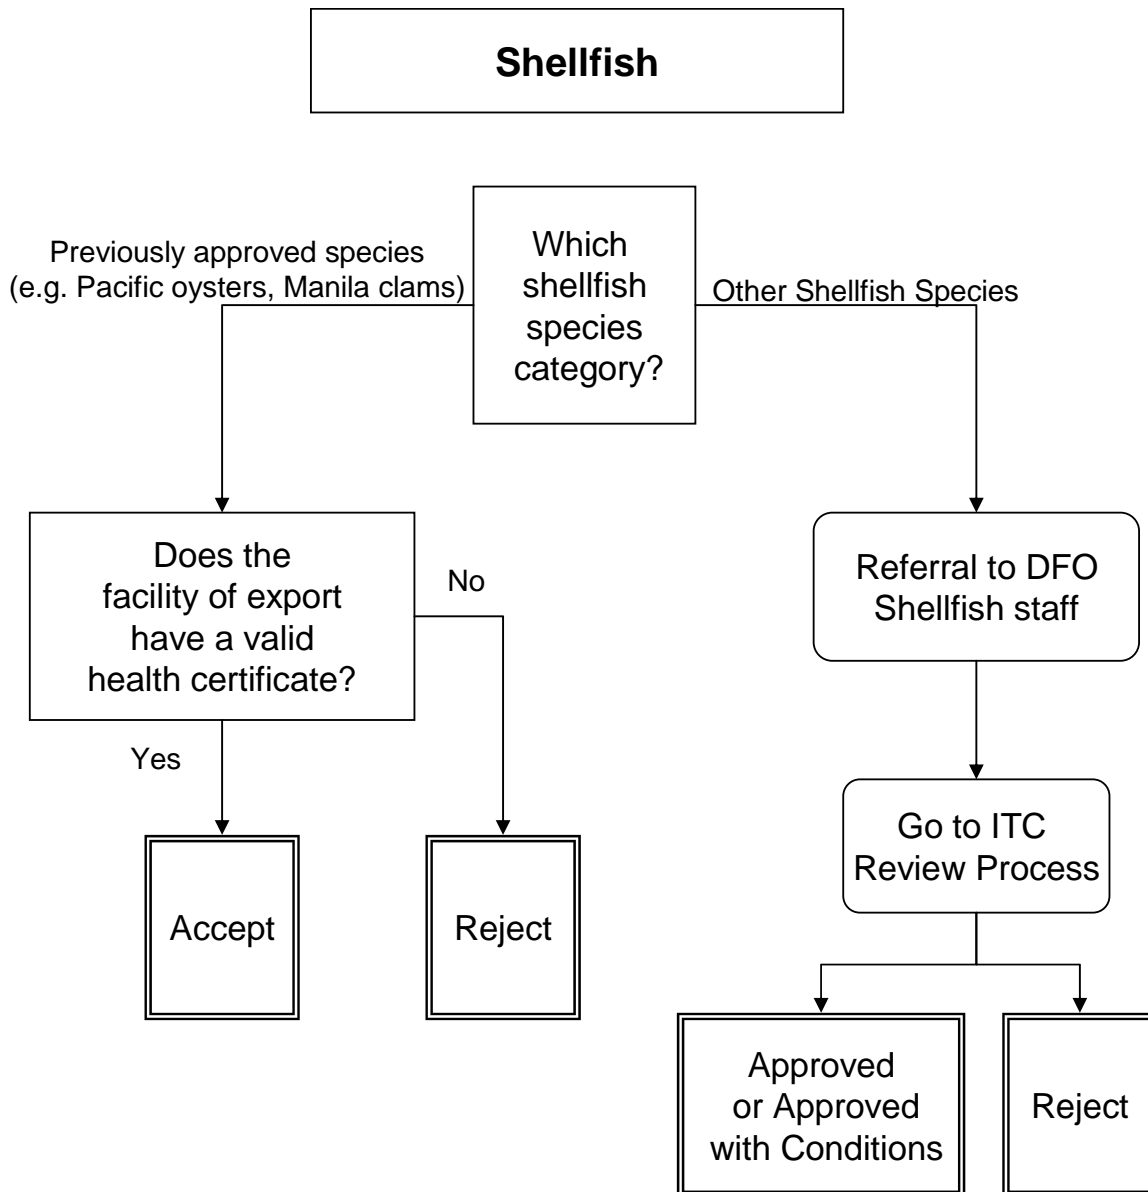 Shellfish
Previously approved species
(e.g. Pacific oysters, Manila clams)
Which
shellfish
species
category?
Other Shellfish Species
Does the
facility of export
have a valid
health certificate?
No
Yes
Referral to DFO
Shellfish staff
Go to ITC
Review Process
Accept
Reject
Approved
or Approved
with Conditions
Reject